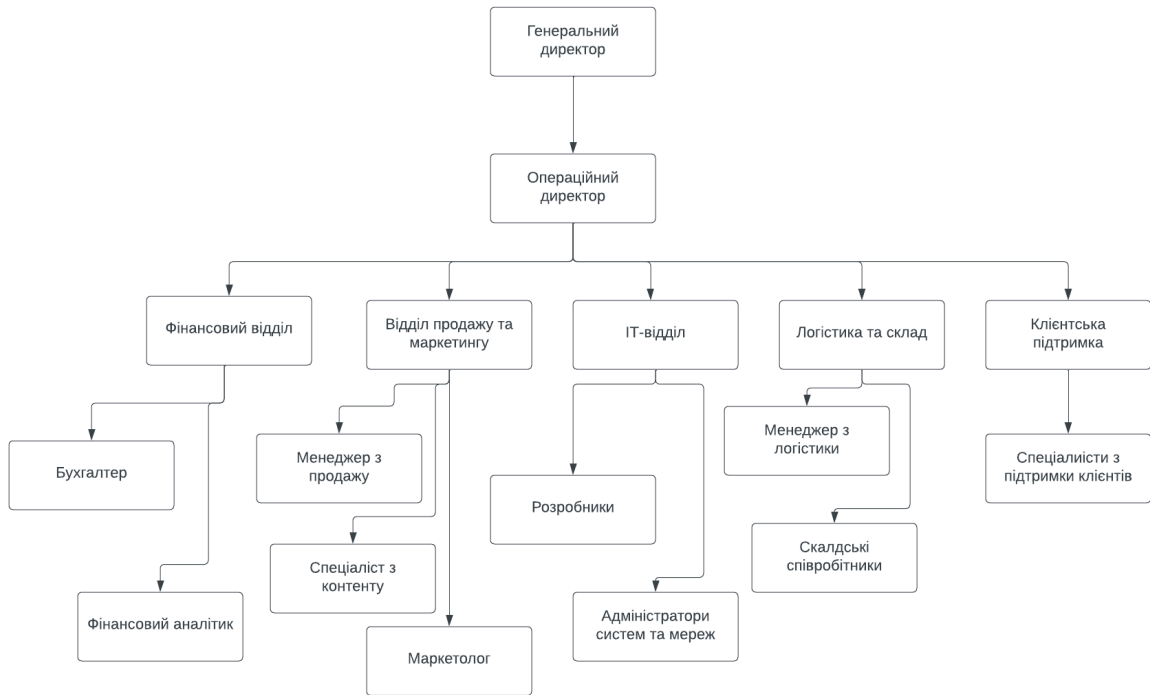 Генеральний
директор
Операційний
директор
Фінансовий відділ
Відділ продажу та
маркетингу
ІТ-відділ
Логістика та склад
Клієнтська
підтримка
Бухгалтер
Менеджер з
продажу
Менеджер з
логістики
Спеціалиісти з
підтримки клієнтів
Розробники
Спеціаліст з
контенту
Скалдські
співробітники
Фінансовий аналітик
Адміністратори
систем та мереж
Маркетолог